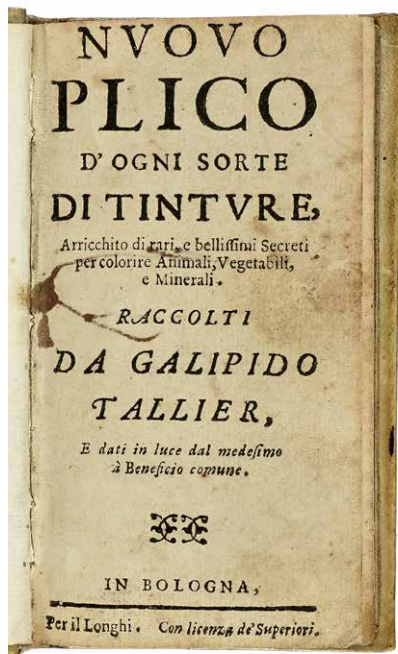 NVOVO
PLICO
D' OGNI SORTE
DI TINTVRE,
Arricchito di rari, e bellissimi Secreti
per colorire Animali, Vegetabili,
e Minerali.
RACCOLTI
DA GALIPIDO
TALLIER,
E dati in luce dal medesimo
à Beneficio comune.
IN BOLOGNA,
Per il Longhi. Con licenza de' Superiori.